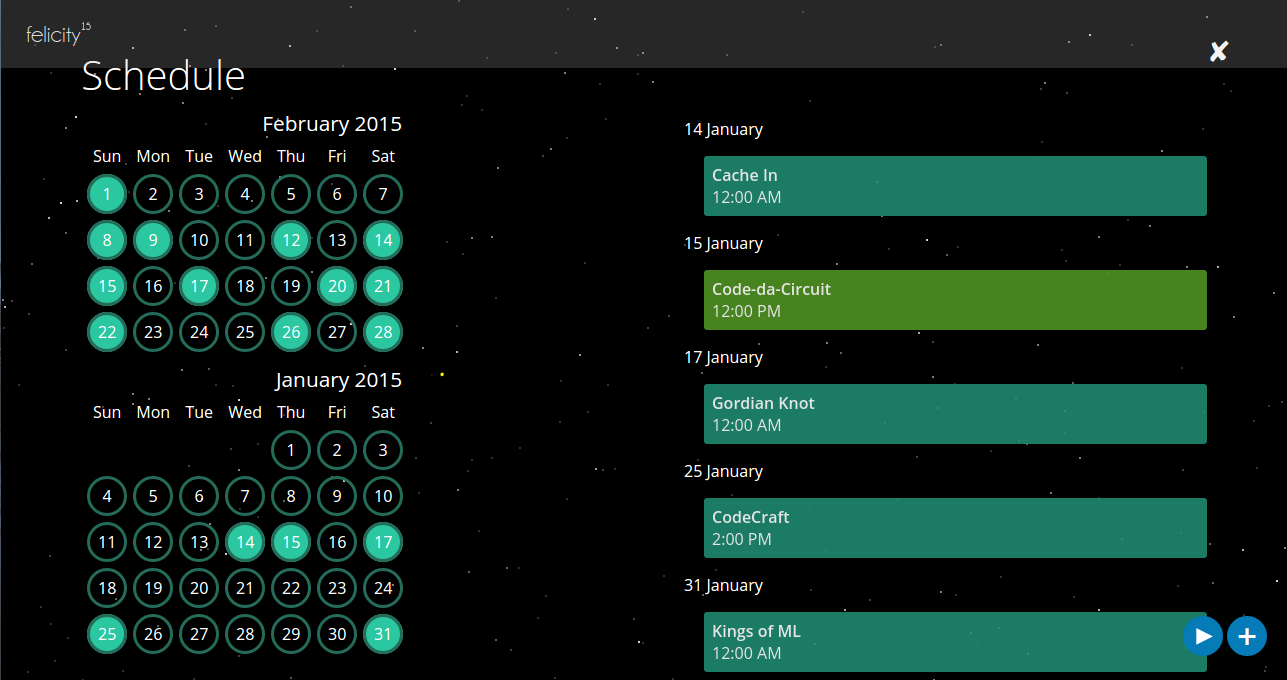 felicity15
✘
Schedule
February 2015
Sun Mon Tue Wed Thu Fri Sat
1 2 3 4 5 6 7
8 9 10 11 12 13 14
15 16 17 18 19 20 21
22 23 24 25 26 27 28
January 2015
Sun Mon Tue Wed Thu Fri Sat
1 2 3
4 5 6 7 8 9 10
11 12 13 14 15 16 17
18 19 20 21 22 23 24
25 26 27 28 29 30 31
14 January
Cache In
12:00 AM
15 January
Code-da-Circuit
12:00 PM
17 January
Gordian Knot
12:00 AM
25 January
CodeCraft
2:00 PM
31 January
Kings of ML
12:00 AM